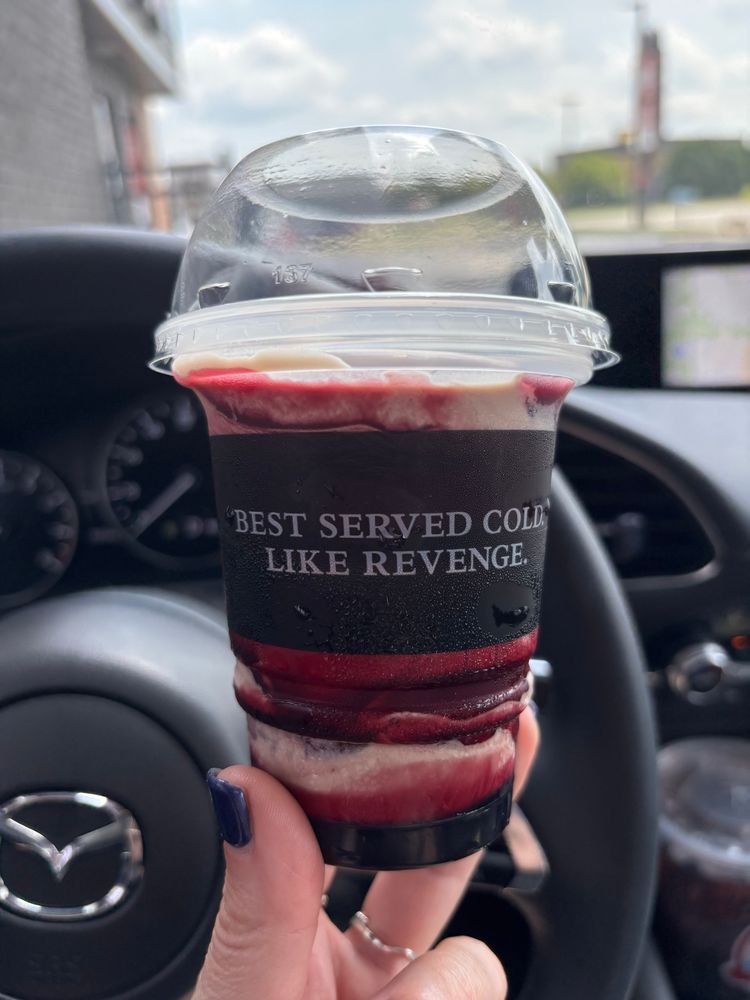 137
"BEST SERVED COLD."
LIKE REVENGE.